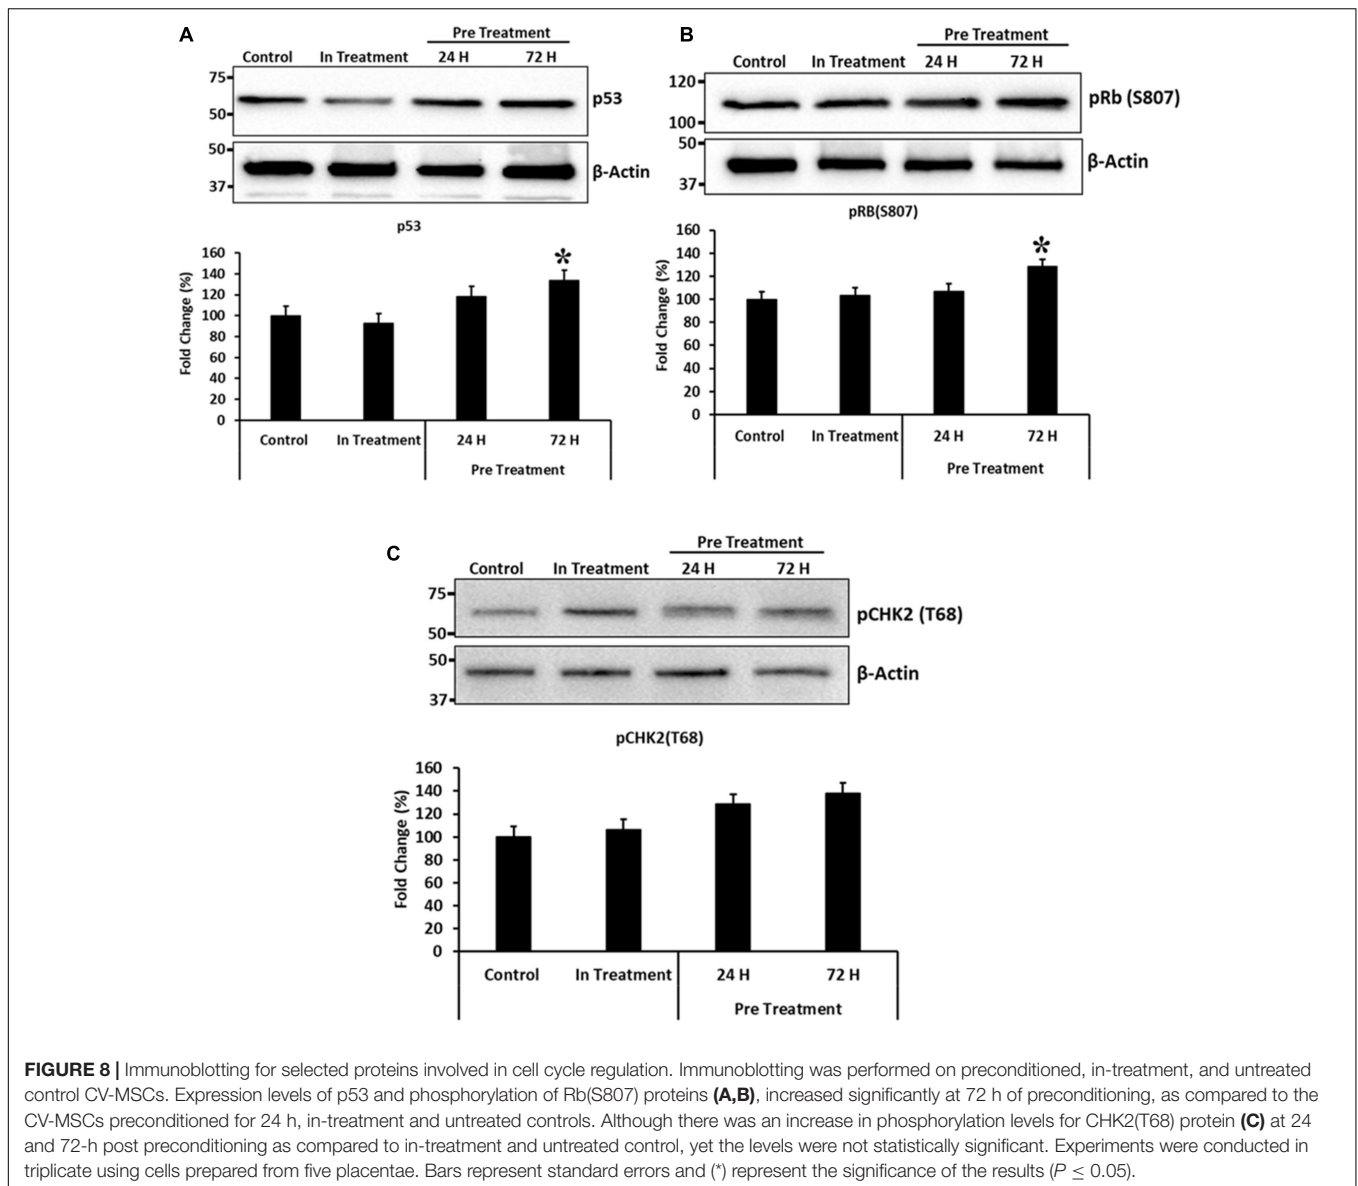 A
Pre Treatment
Control In Treatment 24 H 72 H
75
50
p53
50
37
β-Actin
p53
Fold Change (%)
160
140
120
100
80
60
40
20
0
*
Control In Treatment 24 H 72 H
Pre Treatment
B
Pre Treatment
Control In Treatment 24 H 72 H
120
100
pRb (S807)
50
37
β-Actin
pRB(S807)
Fold Change (%)
160
140
120
100
80
60
40
20
0
*
Control In Treatment 24 H 72 H
Pre Treatment
C
Pre Treatment
Control In Treatment 24 H 72 H
75
50
pCHK2 (T68)
50
37
β-Actin
pCHK2(T68)
Fold Change (%)
160
140
120
100
80
60
40
20
0
Control In Treatment 24 H 72 H
Pre Treatment
FIGURE 8 | Immunoblotting for selected proteins involved in cell cycle regulation. Immunoblotting was performed on preconditioned, in-treatment, and untreated
control CV-MSCs. Expression levels of p53 and phosphorylation of Rb(S807) proteins (A,B), increased significantly at 72 h of preconditioning, as compared to the
CV-MSCs preconditioned for 24 h, in-treatment and untreated controls. Although there was an increase in phosphorylation levels for CHK2(T68) protein (C) at 24
and 72-h post preconditioning as compared to in-treatment and untreated control, yet the levels were not statistically significant. Experiments were conducted in
triplicate using cells prepared from five placentae. Bars represent standard errors and (*) represent the significance of the results (P ≤ 0.05).